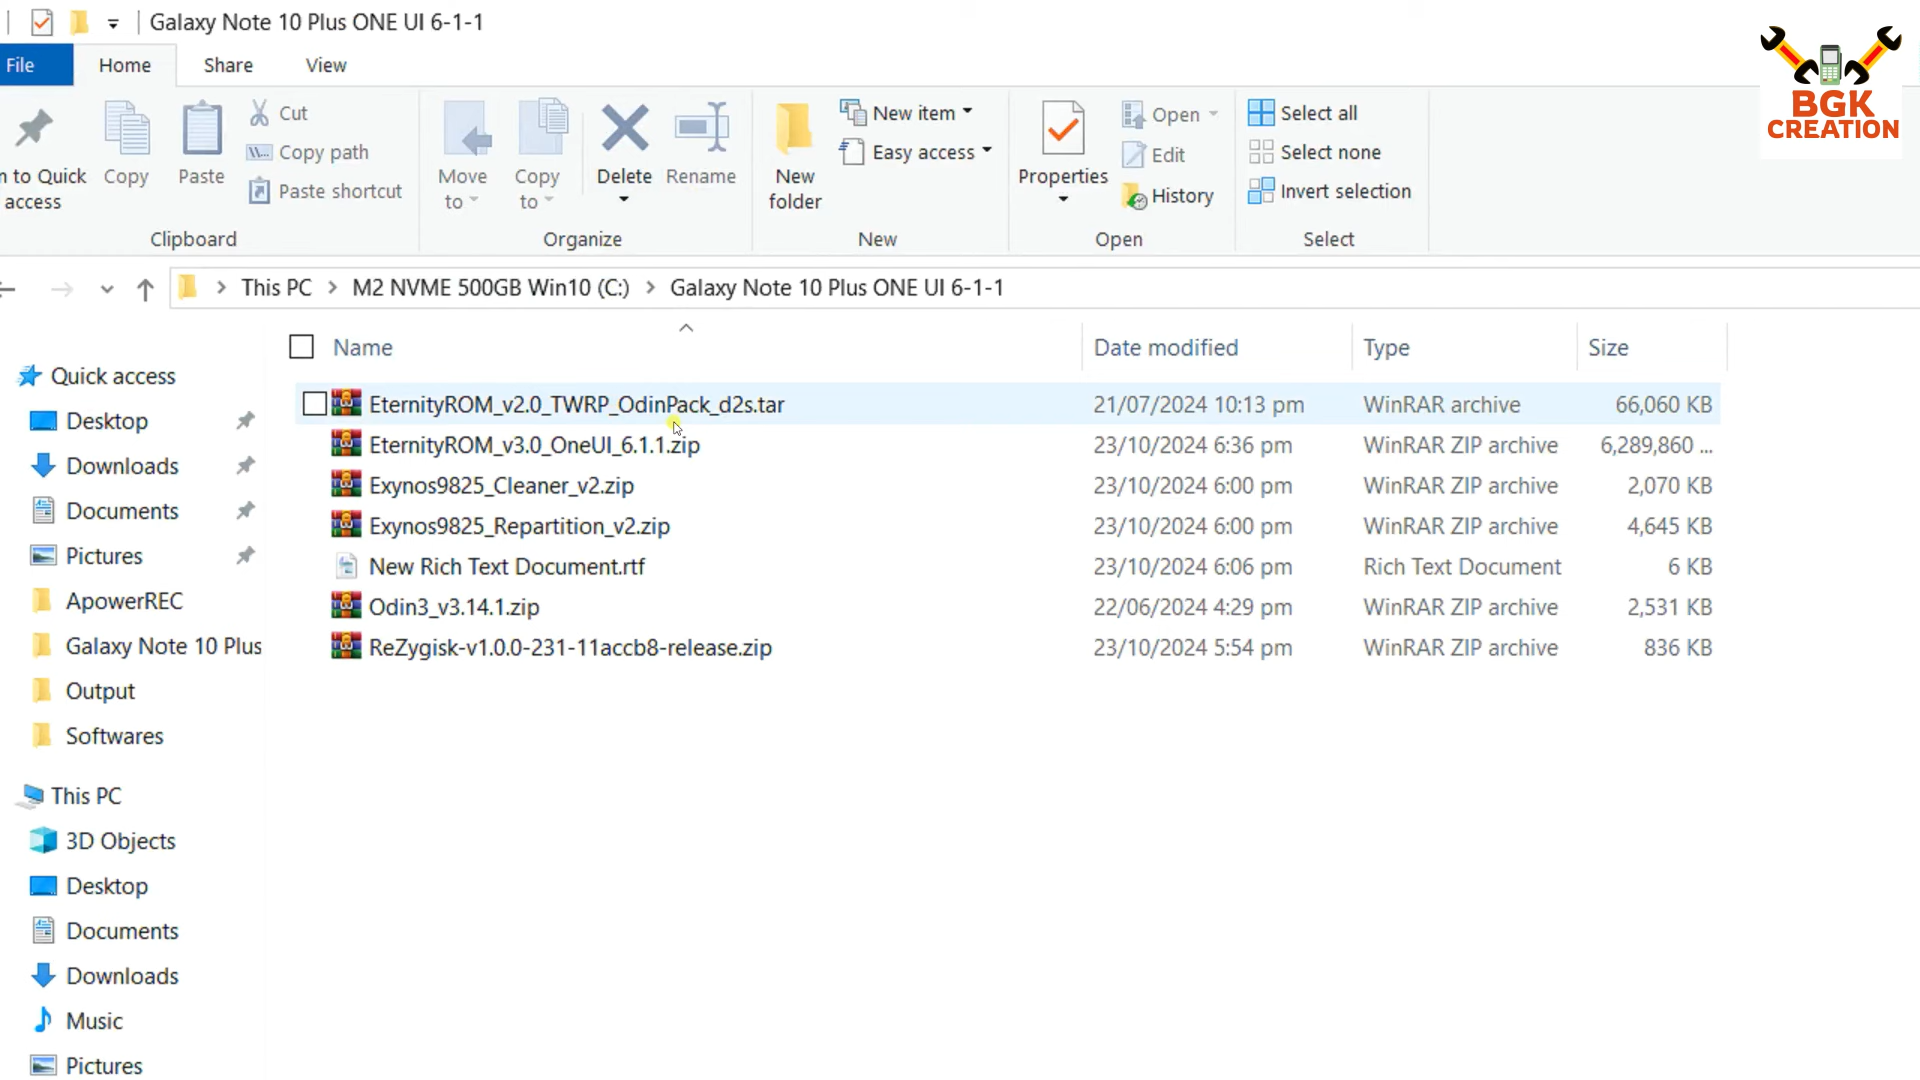 Galaxy Note 10 Plus ONE UI 6-1-1
File
Home
Share
View
n to Quick
access
Copy
Paste
Cut
Copy path
Paste shortcut
Clipboard
Move
to
Copy
to
Delete
Rename
Organize
New
folder
New item
Easy access
New
Properties
Open
Edit
History
Open
Select all
Select none
Invert selection
Select
BGK
CREATION
This PC
M2 NVME 500GB Win10 (C:)
Galaxy Note 10 Plus ONE UI 6-1-1
Name
Date modified
Type
Size
EternityROM_v2.0_TWRP_OdinPack_d2s.tar 21/07/2024 10:13 pm WinRAR archive 66,060 KB
EternityROM_v3.0_OneUI_6.1.1.zip 23/10/2024 6:36 pm WinRAR ZIP archive 6,289,860 ...
Exynos9825_Cleaner_v2.zip 23/10/2024 6:00 pm WinRAR ZIP archive 2,070 KB
Exynos9825_Repartition_v2.zip 23/10/2024 6:00 pm WinRAR ZIP archive 4,645 KB
New Rich Text Document.rtf 23/10/2024 6:06 pm Rich Text Document 6 KB
Odin3_v3.14.1.zip 22/06/2024 4:29 pm WinRAR ZIP archive 2,531 KB
ReZygisk-v1.0.0-231-11accb8-release.zip 23/10/2024 5:54 pm WinRAR ZIP archive 836 KB
Quick access
Desktop
Downloads
Documents
Pictures
ApowerREC
Galaxy Note 10 Plus
Output
Softwares
This PC
3D Objects
Desktop
Documents
Downloads
Music
Pictures